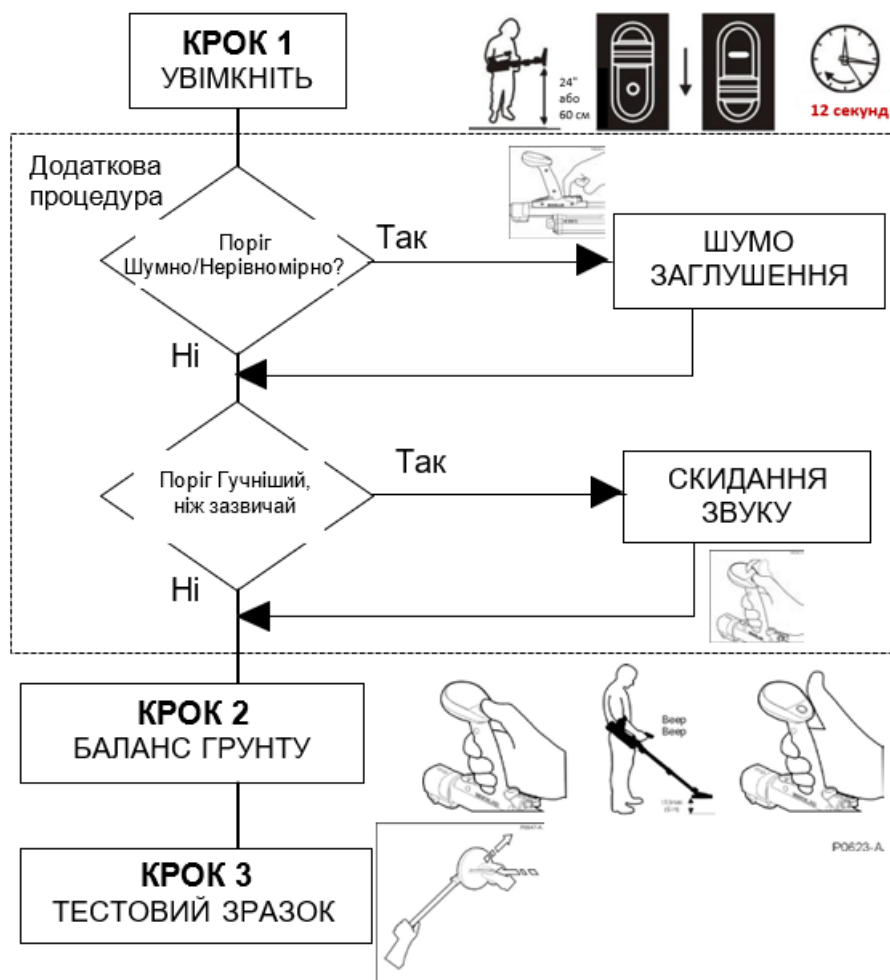 КРОК 1
УВІМКНІТЬ
24"
або
60 см
12 секунд
Додаткова
процедура
Поріг
Шумно/Нерівномірно?
Так
ШУМО
ЗАГЛУШЕННЯ
Ні
Поріг Гучніший,
ніж зазвичай
Так
СКИДАННЯ
ЗВУКУ
Ні
КРОК 2
БАЛАНС ГРУНТУ
Beep
Beep
P0623-A
КРОК 3
ТЕСТОВИЙ ЗРАЗОК